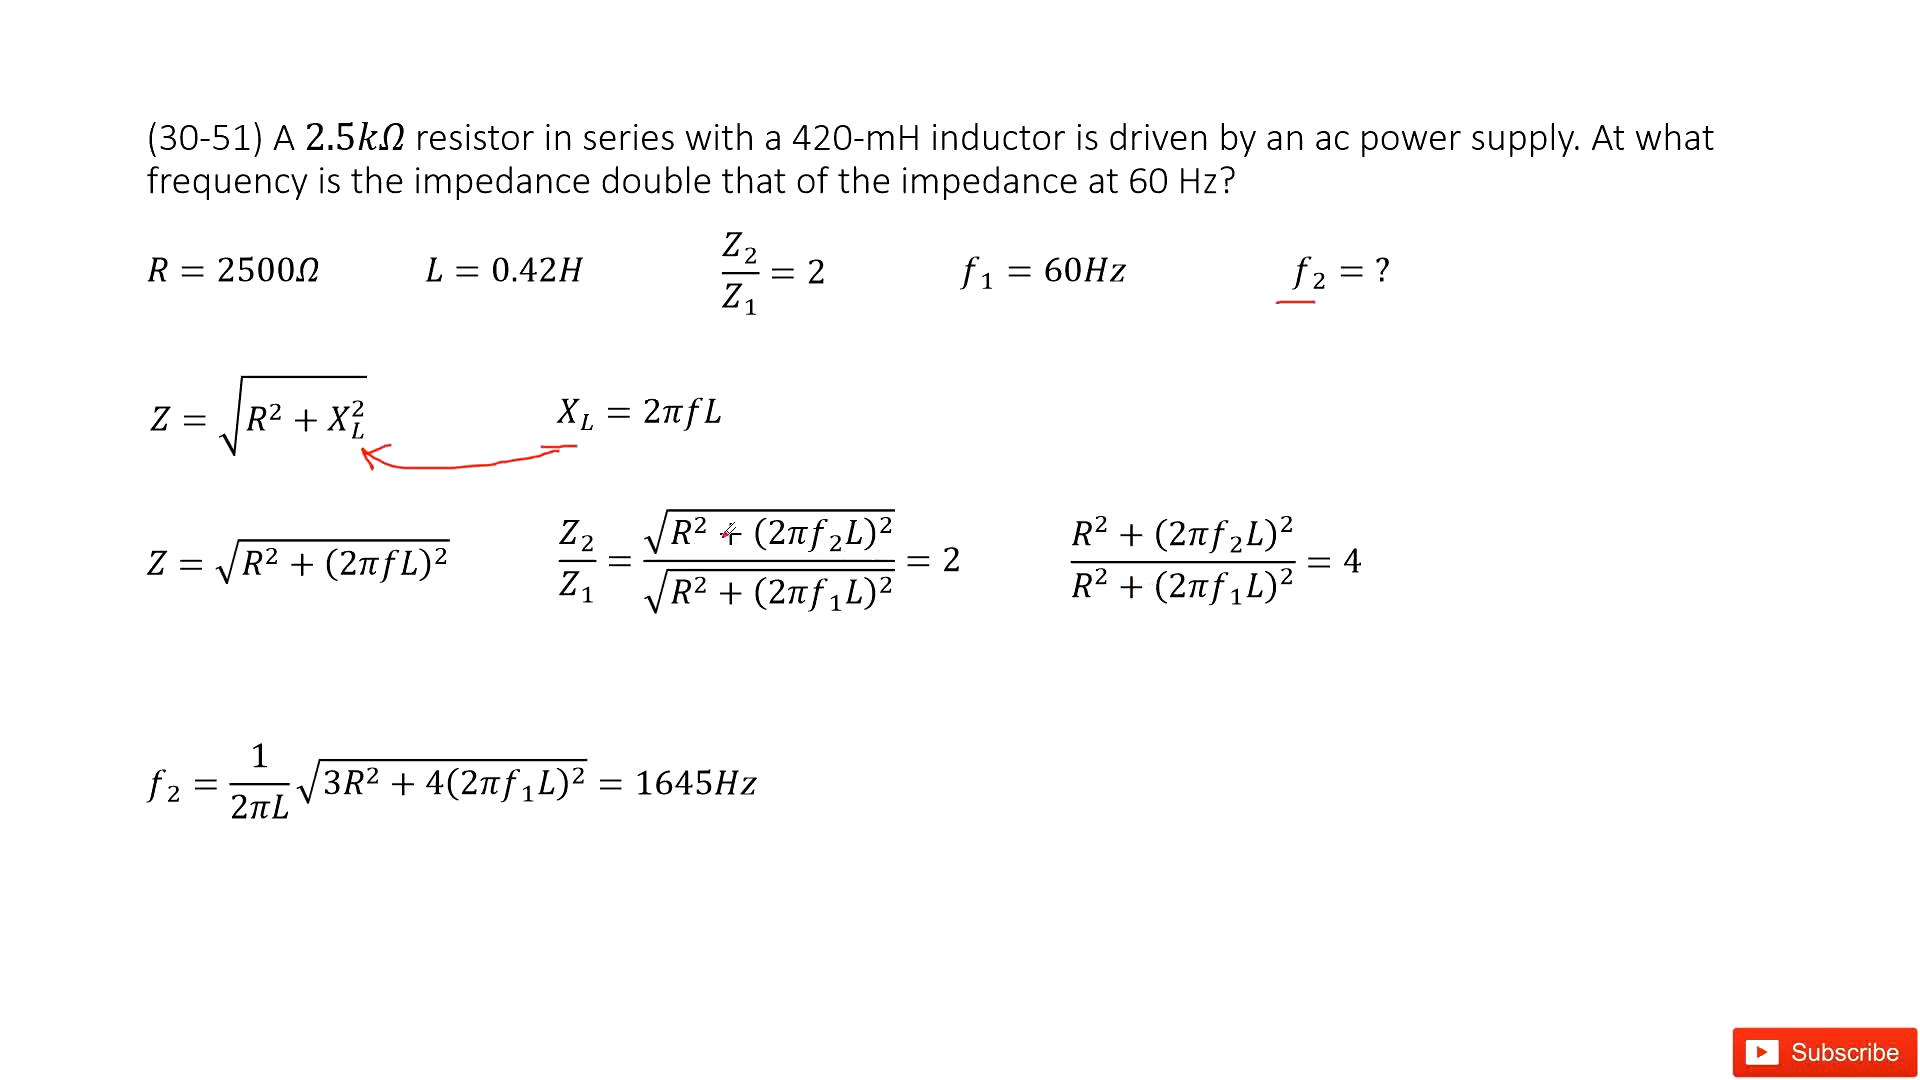 (30-51) A 2.5kΩ resistor in series with a 420-mH inductor is driven by an ac power supply. At what
frequency is the impedance double that of the impedance at 60 Hz?
R = 2500Ω L = 0.42H Z₂/Z₁ = 2 f₁ = 60Hz f₂ = ?
Z = √(R² + X_L²) X_L = 2πfL
Z = √(R² + (2πfL)²) Z₂/Z₁ = √(R² + (2πf₂L)²)/√(R² + (2πf₁L)²) = 2 (R² + (2πf₂L)²)/(R² + (2πf₁L)²) = 4
f₂ = 1/(2πL) √(3R² + 4(2πf₁L)²) = 1645Hz
Subscribe